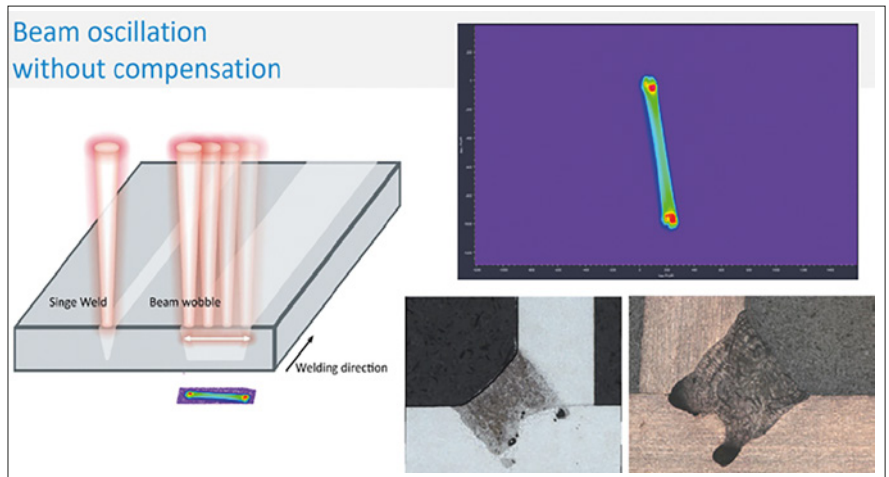 Beam oscillation
without compensation
Singe Weld
Beam wobble
Welding direction